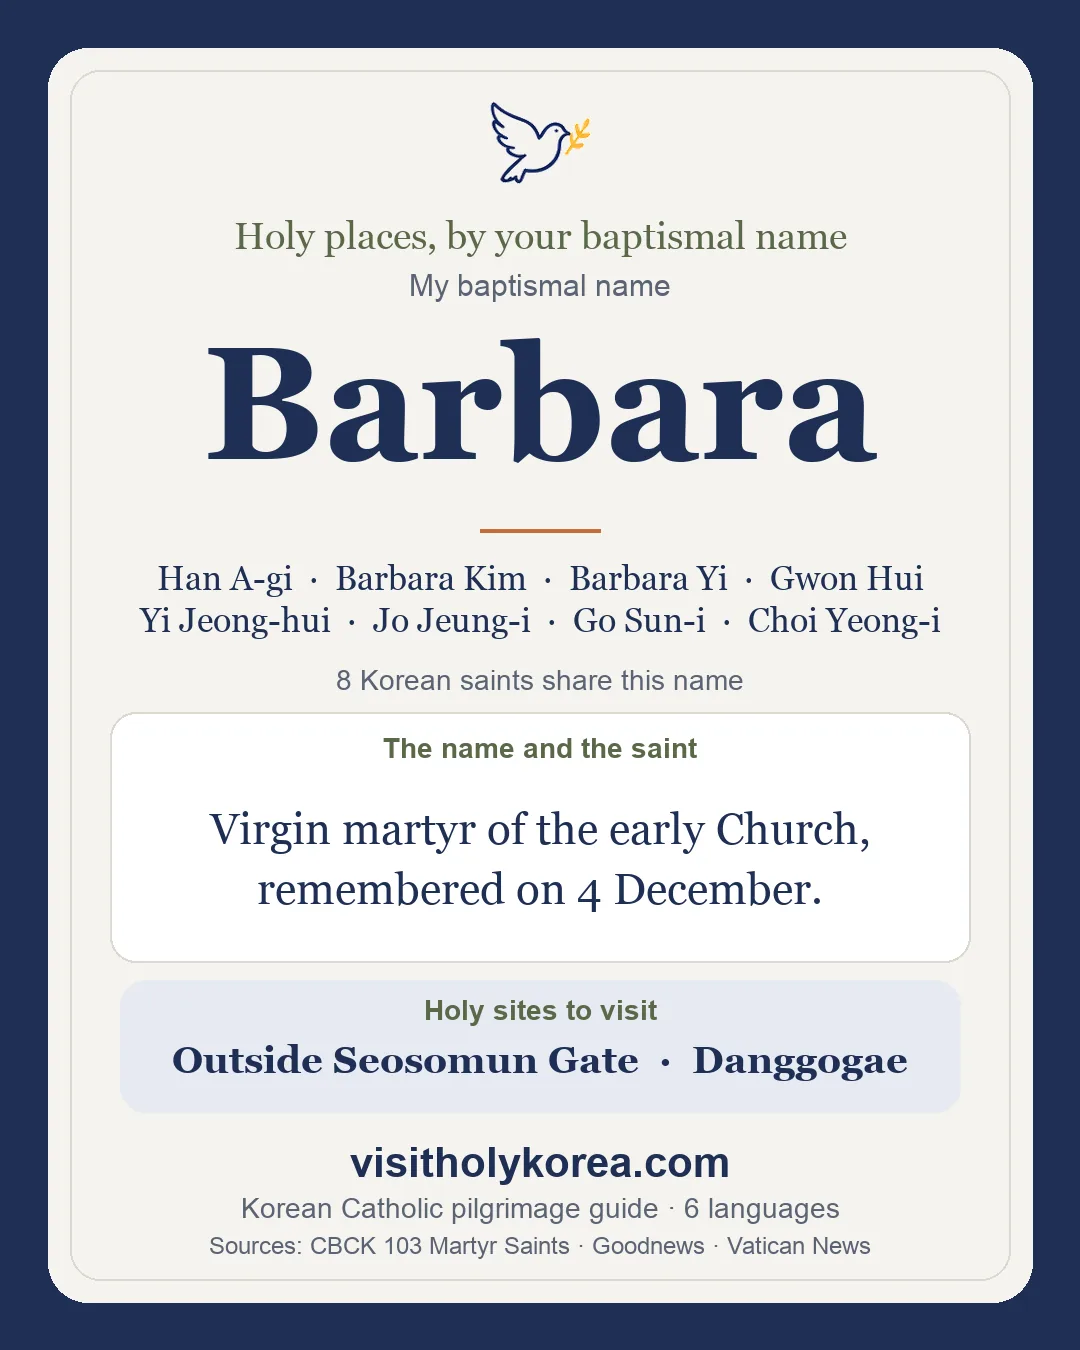 Holy places, by your baptismal name
My baptismal name
Barbara
Han A-gi · Barbara Kim · Barbara Yi · Gwon Hui
Yi Jeong-hui · Jo Jeung-i · Go Sun-i · Choi Yeong-i
8 Korean saints share this name
The name and the saint
Virgin martyr of the early Church,
remembered on 4 December.
Holy sites to visit
Outside Seosomun Gate · Danggogae
visitholykorea.com
Korean Catholic pilgrimage guide · 6 languages
Sources: CBCK 103 Martyr Saints · Goodnews · Vatican News